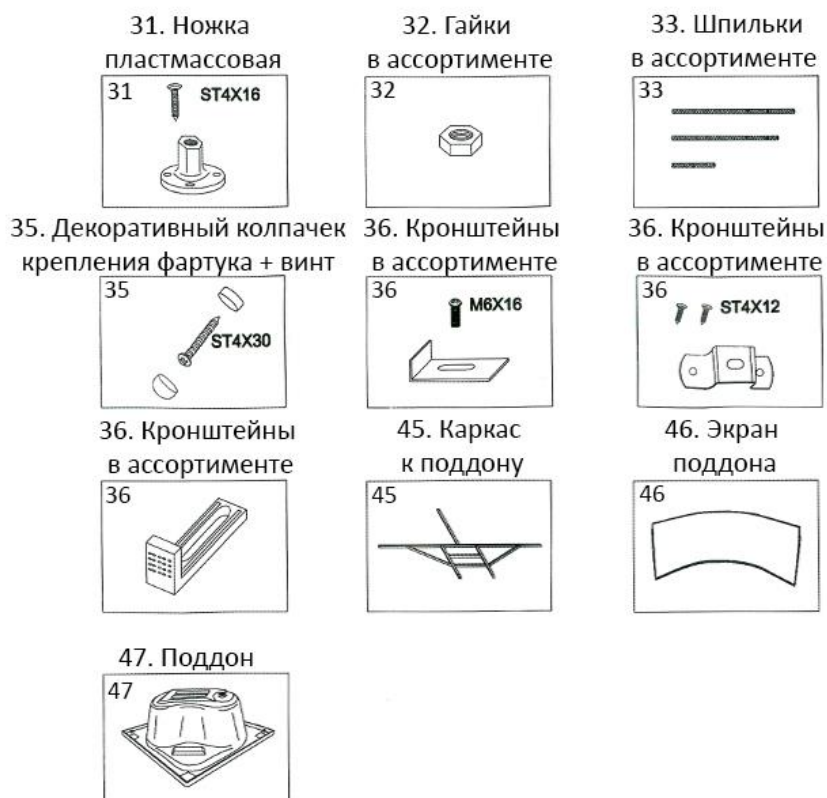 31. Ножка
пластмассовая
31
ST4X16
32. Гайки
в ассортименте
32
33. Шпильки
в ассортименте
33
35. Декоративный колпачек
крепления фартука + винт
35
ST4X30
36. Кронштейны
в ассортименте
36
M6X16
36. Кронштейны
в ассортименте
36
ST4X12
36. Кронштейны
в ассортименте
36
45. Каркас
к поддону
45
46. Экран
поддона
46
47. Поддон
47